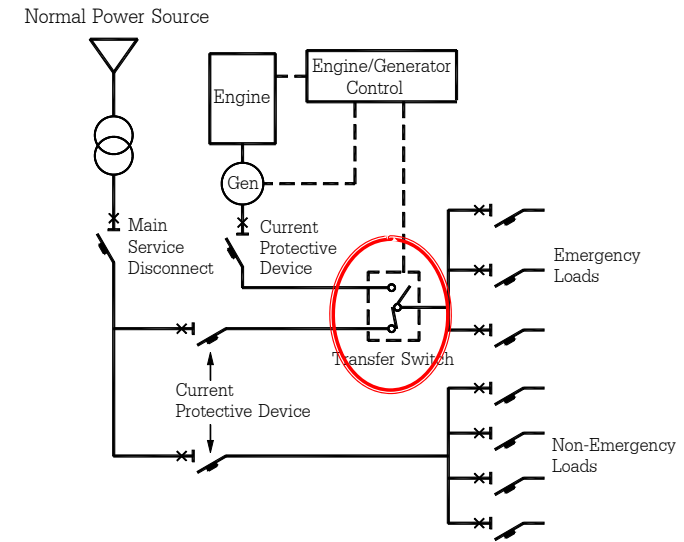 Normal Power Source
Engine/Generator
Control
Engine
Gen
Main
Service
Disconnect
Current
Protective
Device
Emergency
Loads
Transfer Switch
Current
Protective Device
Non-Emergency
Loads